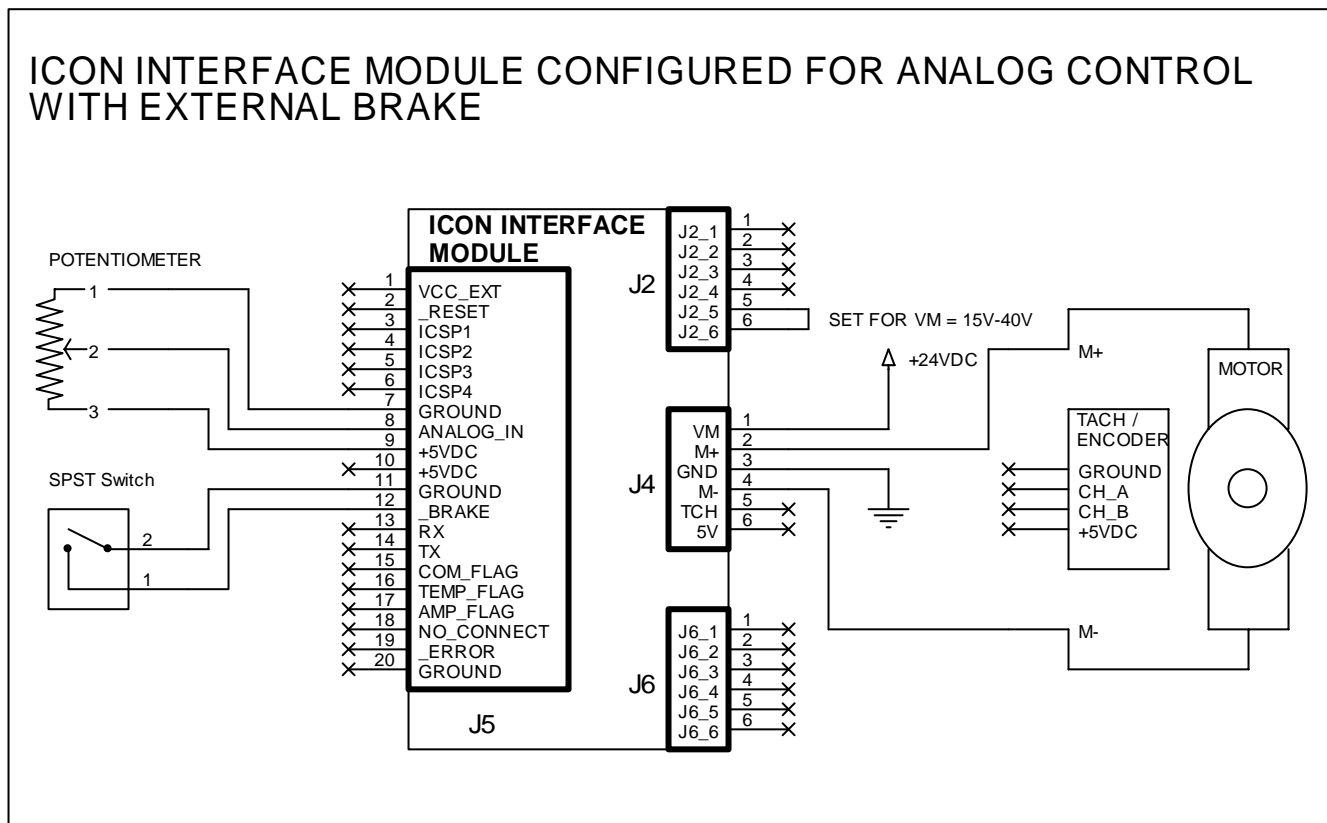 ICON INTERFACE MODULE CONFIGURED FOR ANALOG CONTROL
WITH EXTERNAL BRAKE
POTENTIOMETER
1
2
3
SPST Switch
2
1
ICON INTERFACE
MODULE
1 VCC_EXT
2 _RESET
3 ICSP1
4 ICSP2
5 ICSP3
6 ICSP4
7 GROUND
8 ANALOG_IN
9 +5VDC
10 +5VDC
11 GROUND
12 _BRAKE
13 RX
14 TX
15 COM_FLAG
16 TEMP_FLAG
17 AMP_FLAG
18 NO_CONNECT
19 _ERROR
20 GROUND
J5
J2
J2_1 1
J2_2 2
J2_3 3
J2_4 4
J2_5 5
J2_6 6
SET FOR VM = 15V-40V
+24VDC
J4
VM 1
M+ 2
GND 3
M- 4
TCH 5
5V 6
J6
J6_1 1
J6_2 2
J6_3 3
J6_4 4
J6_5 5
J6_6 6
M+
MOTOR
TACH /
ENCODER
GROUND
CH_A
CH_B
+5VDC
M-